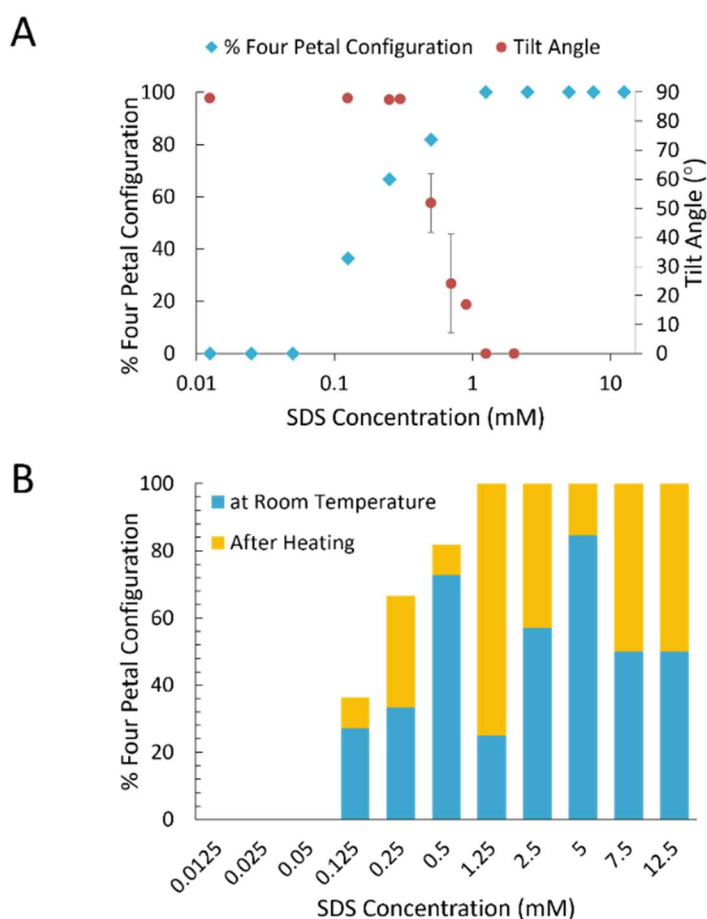 A
% Four Petal Configuration Tilt Angle
% Four Petal Configuration
100
80
60
40
20
0
90
80
70
60
50
40
30
20
10
0
Tilt Angle (°)
0.01 0.1 1 10
SDS Concentration (mM)
B
% Four Petal Configuration
100
80
60
40
20
0
at Room Temperature
After Heating
0.0125 0.025 0.05 0.125 0.25 0.5 1.25 2.5 5 7.5 12.5
SDS Concentration (mM)